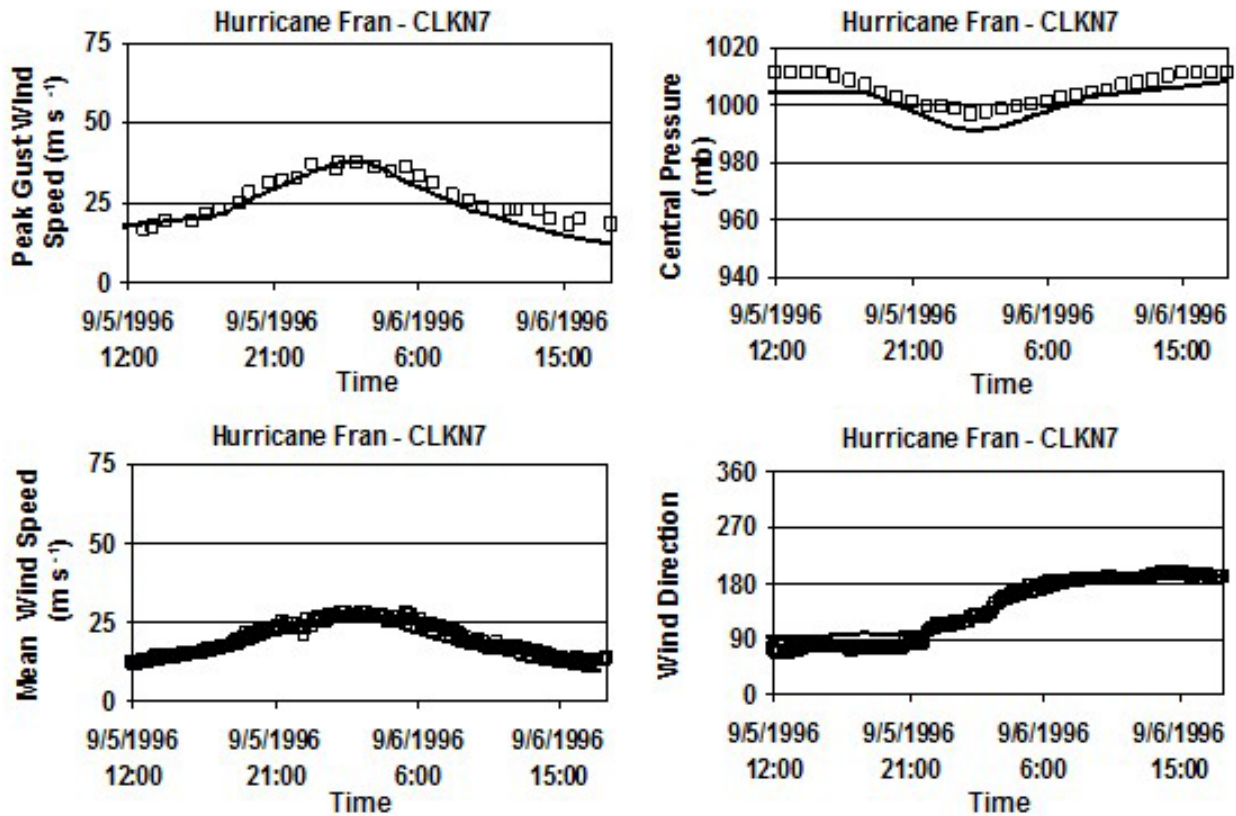 Hurricane Fran - CLKN7
Peak Gust Wind
Speed (m s ⁻¹)
75
50
25
0
9/5/1996 9/5/1996 9/6/1996 9/6/1996
12:00 21:00 6:00 15:00
Time
Hurricane Fran - CLKN7
Central Pressure
(mb)
1020
1000
980
960
940
9/5/1996 9/5/1996 9/6/1996 9/6/1996
12:00 21:00 6:00 15:00
Time
Hurricane Fran - CLKN7
Mean Wind Speed
(m s ⁻¹)
75
50
25
0
9/5/1996 9/5/1996 9/6/1996 9/6/1996
12:00 21:00 6:00 15:00
Time
Hurricane Fran - CLKN7
Wind Direction
360
270
180
90
0
9/5/1996 9/5/1996 9/6/1996 9/6/1996
12:00 21:00 6:00 15:00
Time